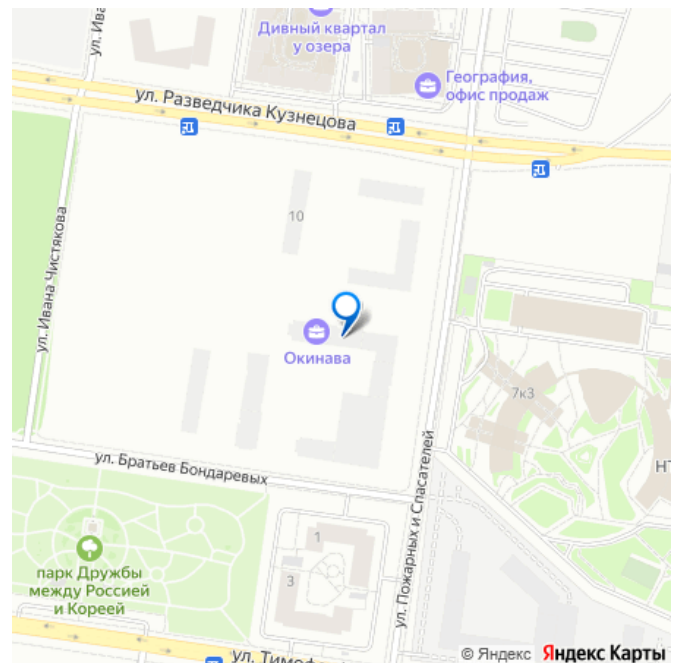 ул. Ива
Дивный квартал
у озера
География,
офис продаж
ул. Разведчика Кузнецова
10
ул. Ивана Чистякова
Окинава
7к3
ул. Братьев Бондаревых
ул. Пожарных и Спасателей
НТ
1
3
парк Дружбы
между Россией
и Кореей
ул. Тимоф
© Яндекс Яндекс Карты